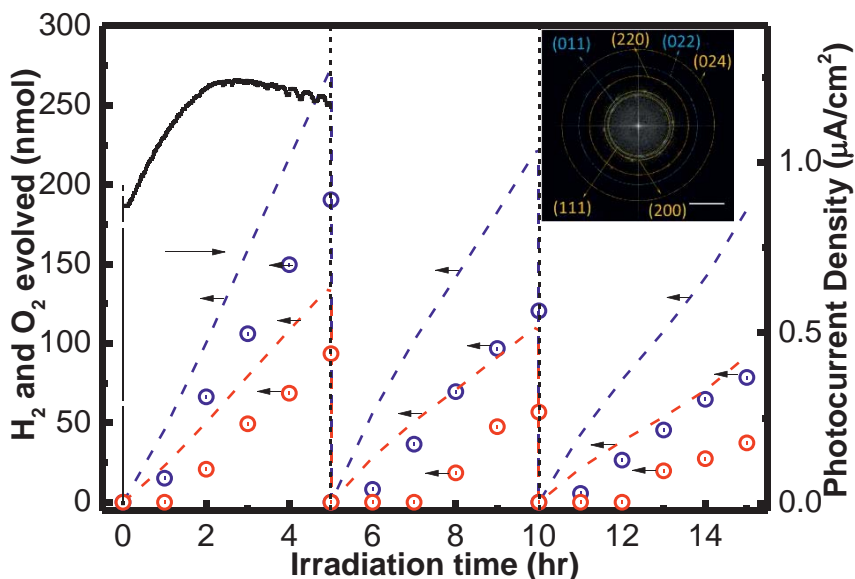 H₂ and O₂ evolved (nmol)
300
250
200
150
100
50
0
0 2 4 6 8 10 12 14
Irradiation time (hr)
1.0
0.5
0.0
Photocurrent Density (μA/cm²)
(011) (220) (022)
(024)
(111) (200)